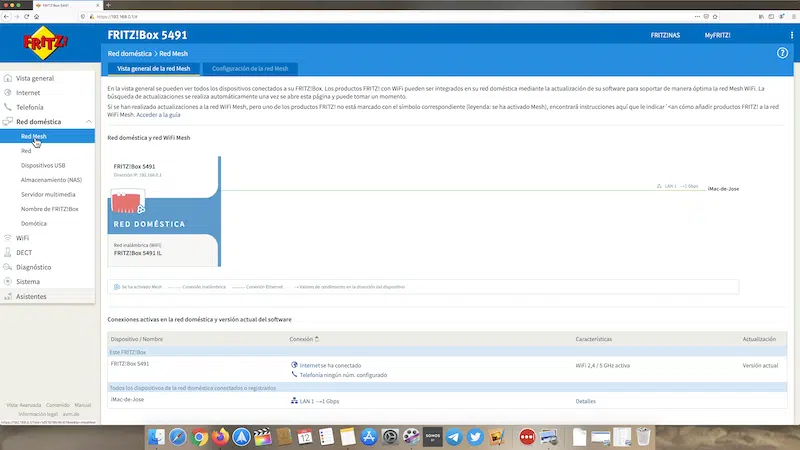 FRITZ!Box 5491
https://192.168.0.1/#
FRITZ!
FRITZ!Box 5491
FRITZ!NAS
MyFRITZ!
Red doméstica > Red Mesh
Vista general de la red Mesh
Configuración de la red Mesh
Vista general
Internet
Telefonía
Red doméstica
Red Mesh
Red
Dispositivos USB
Almacenamiento (NAS)
Servidor multimedia
Nombre de FRITZ!Box
Domótica
WiFi
DECT
Diagnóstico
Sistema
Asistentes
Vista Avanzada Contenido Manual
Información legal avm.de
En la vista general se pueden ver todos los dispositivos conectados a su FRITZ!Box. Los productos FRITZ! con WiFi pueden ser integrados en su red doméstica mediante la actualización de su software para soportar de manera óptima la red Mesh WiFi. La
búsqueda de actualizaciones se realiza automáticamente una vez se abre esta página y puede tomar un momento.
Si se han realizado actualizaciones a la red WiFi Mesh, pero uno de los productos FRITZ! no está marcado con el símbolo correspondiente (leyenda: se ha activado Mesh), encontrará instrucciones aquí que le indicar´<an cómo añadir productos FRITZ! a la red
WiFi Mesh. Acceder a la guía
Red doméstica y red WiFi Mesh
FRITZ!Box 5491
Dirección IP: 192.168.0.1
RED DOMÉSTICA
Red inalámbrica (WiFi)
FRITZ!Box 5491 IL
LAN 1 →1 Gbps
iMac-de-Jose
Se ha activado Mesh
Conexión inalámbrica
Conexión Ethernet
→Valores de rendimiento en la dirección del dispositivo
Conexiones activas en la red doméstica y versión actual del software
Dispositivo / Nombre
Conexión
Características
Actualización
Este FRITZ!Box
FRITZ!Box 5491
Internet se ha conectado
Telefonía ningún núm. configurado
WiFi 2,4 / 5 GHz activa
Versión actual
Todos los dispositivos de la red doméstica conectados o registrados
iMac-de-Jose
LAN 1 →1 Gbps
Detalles
12
SONOS